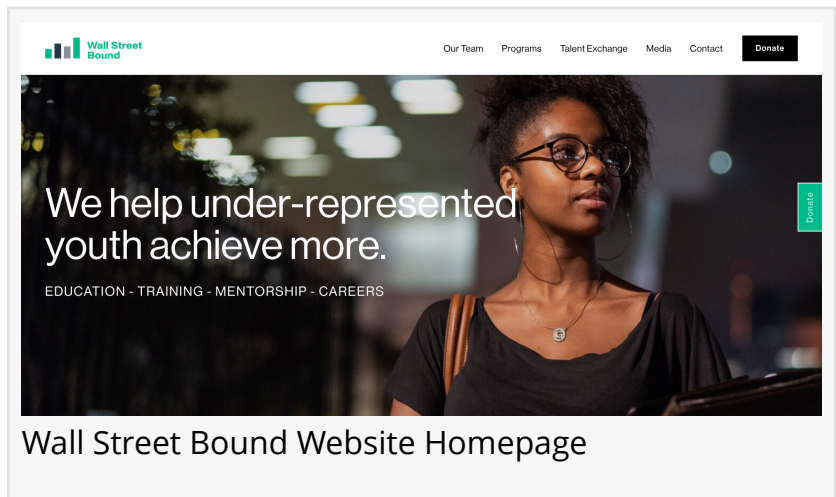 Wall Street
Bound
Our Team Programs Talent Exchange Media Contact Donate
We help under-represented
youth achieve more.
EDUCATION - TRAINING - MENTORSHIP - CAREERS
Donate
Wall Street Bound Website Homepage